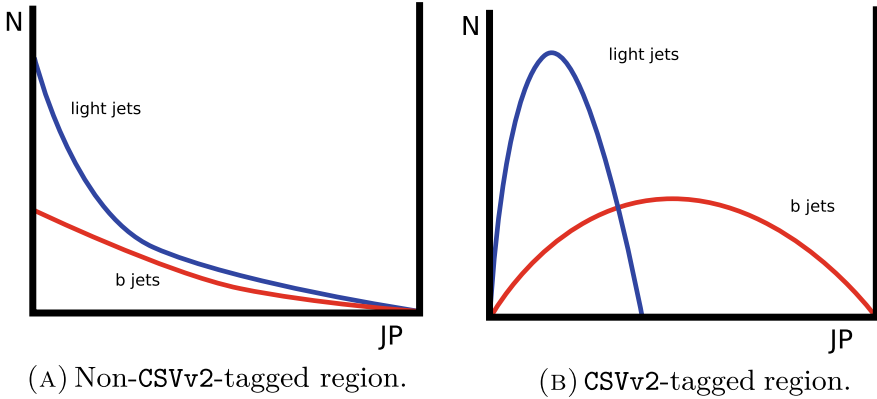 N
light jets
b jets
JP
(A) Non-CSVv2-tagged region.
N
light jets
b jets
JP
(B) CSVv2-tagged region.